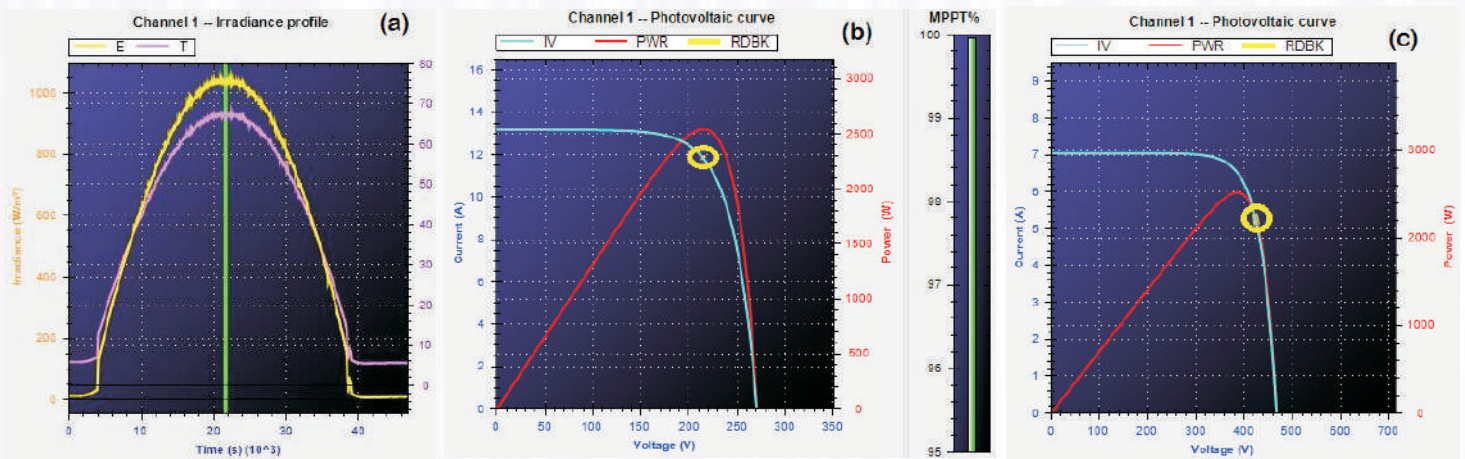 Channel 1 -- Irradiance profile
(a)
E T
1000
800
600
400
200
0
Irradiance (W/m²)
80
70
60
50
40
30
20
10
0
0 10 20 30 40
Time (s) (10^3)
Channel 1 -- Photovoltaic curve
IV PWR RDBK
(b)
16
14
12
10
8
6
4
2
0
Current (A)
3000
2500
2000
1500
1000
500
0
Power (W)
0 50 100 150 200 250 300 350
Voltage (V)
MPPT%
100
99
98
97
96
95
Channel 1 -- Photovoltaic curve
IV PWR RDBK
(c)
9
8
7
6
5
4
3
2
1
0
Current (A)
3000
2000
1000
0
Power (W)
0 100 200 300 400 500 600 700
Voltage (V)